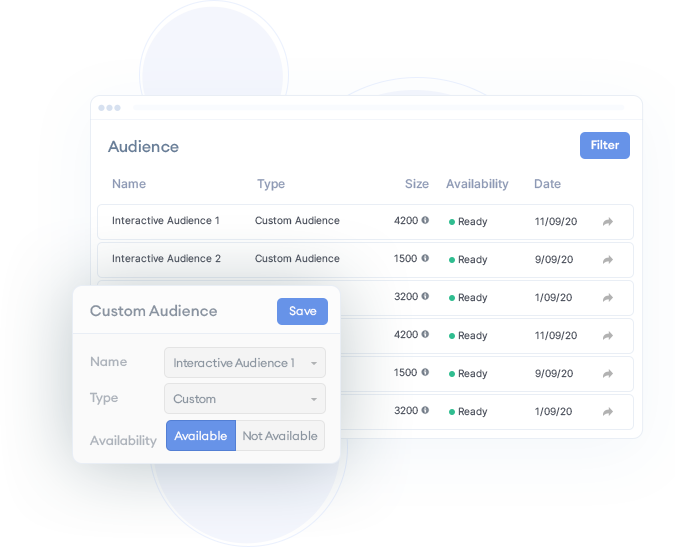 Audience
Filter
Name Type Size Availability Date
Interactive Audience 1 Custom Audience 4200 Ready 11/09/20
Interactive Audience 2 Custom Audience 1500 Ready 9/09/20
3200 Ready 1/09/20
4200 Ready 11/09/20
1500 Ready 9/09/20
3200 Ready 1/09/20
Custom Audience
Save
Name Interactive Audience 1
Type Custom
Availability Available Not Available